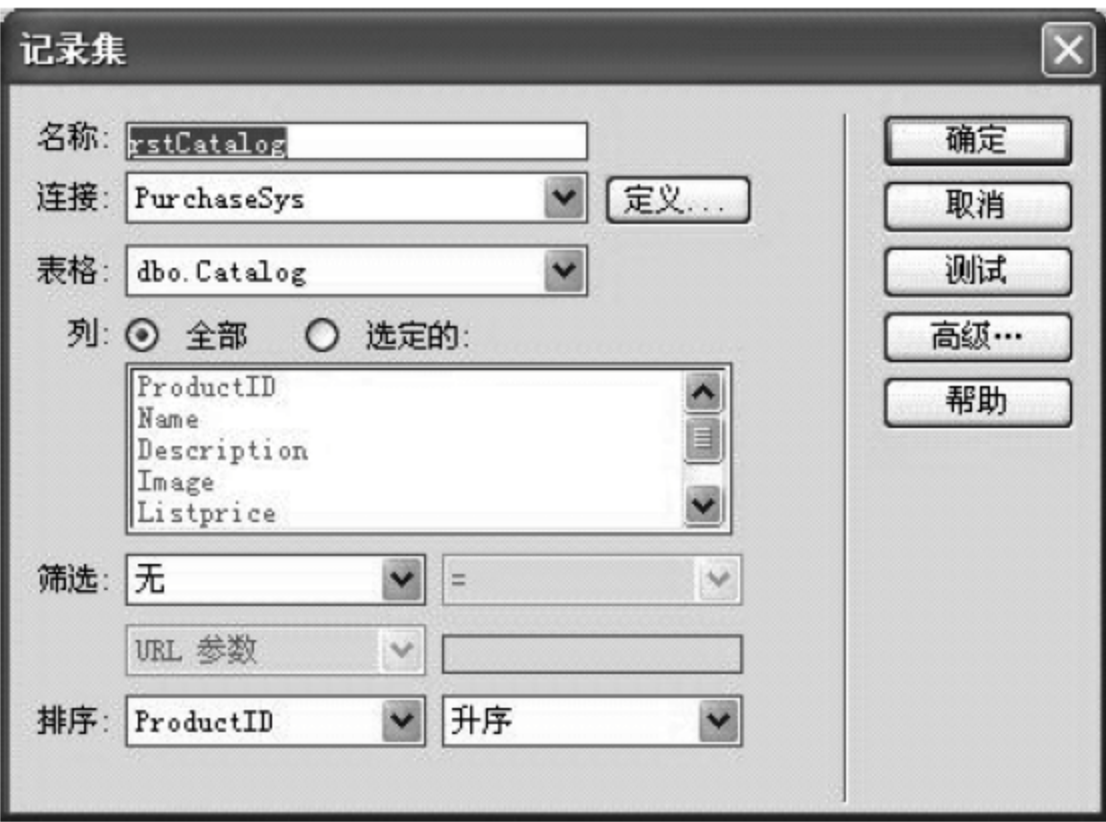 记录集
名称: rstCatalog
确定
连接: PurchaseSys 定义...
取消
表格: dbo.Catalog
测试
列: 全部 选定的:
高级...
ProductID
帮助
Name
Description
Image
Listprice
筛选: 无 =
URL 参数
排序: ProductID 升序